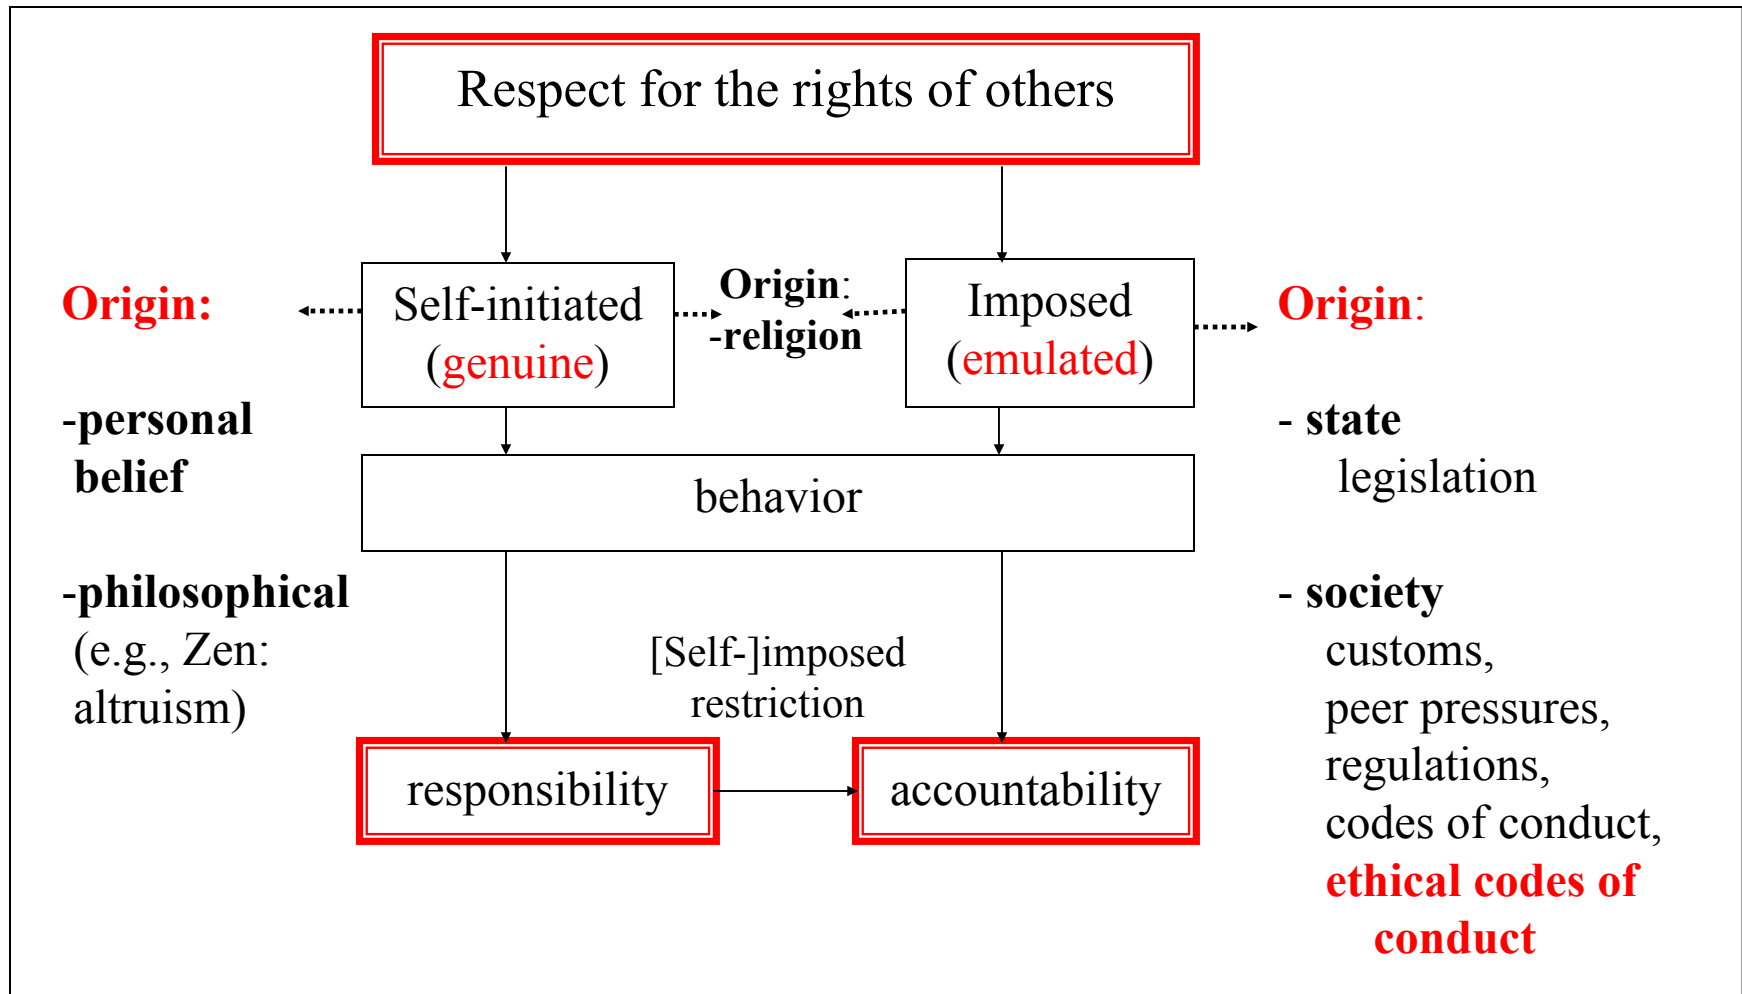 Respect for the rights of others
Origin:
-personal
belief
-philosophical
(e.g., Zen:
altruism)
Self-initiated
(genuine)
Origin:
-religion
Imposed
(emulated)
Origin:
- state
legislation
- society
customs,
peer pressures,
regulations,
codes of conduct,
ethical codes of
conduct
behavior
[Self-]imposed
restriction
responsibility
accountability